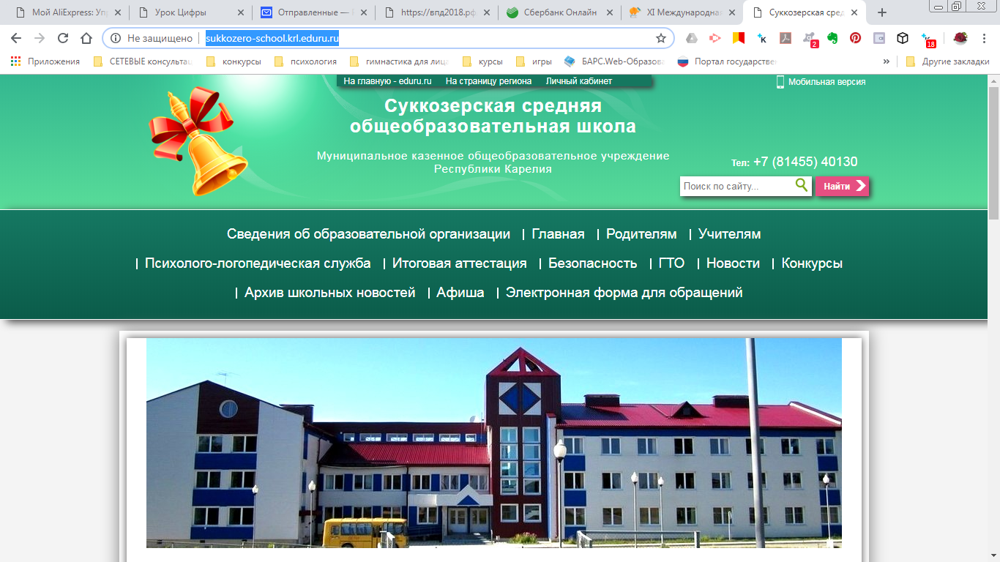 Мой AliExpress: Упр
Урок Цифры
Отправленные —
https://впд2018.рф
Сбербанк Онлайн
XI Международная
Суккозерская сред
Не защищено
sukkozero-school.krl.eduru.ru
2
18
Приложения
СЕТЕВЫЕ консультац
конкурсы
психология
гимнастика для лица
курсы
игры
БАРС.Web-Образова
Портал государствен
»
Другие закладки
На главную - eduru.ru
На страницу региона
Личный кабинет
Мобильная версия
Суккозерская средняя
общеобразовательная школа
Муниципальное казенное общеобразовательное учреждение
Республики Карелия
Тел: +7 (81455) 40130
Поиск по сайту...
Найти
Сведения об образовательной организации | Главная | Родителям | Учителям
| Психолого-логопедическая служба | Итоговая аттестация | Безопасность | ГТО | Новости | Конкурсы
| Архив школьных новостей | Афиша | Электронная форма для обращений